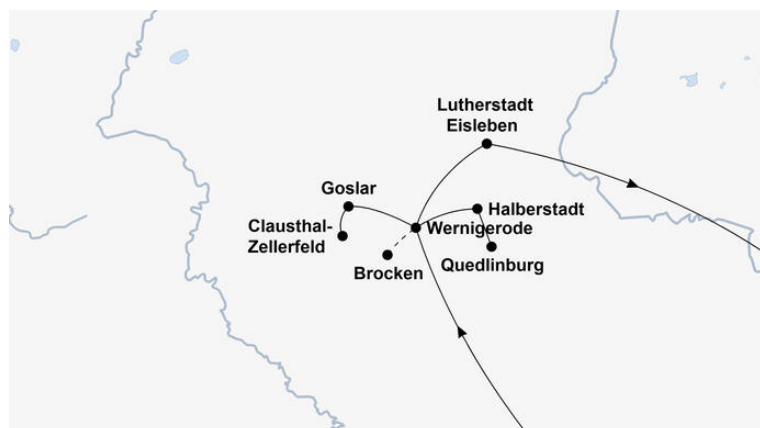 Lutherstadt
Eisleben
Goslar
Halberstadt
Clausthal-
Zellerfeld
Wernigerode
Brocken
Quedlinburg